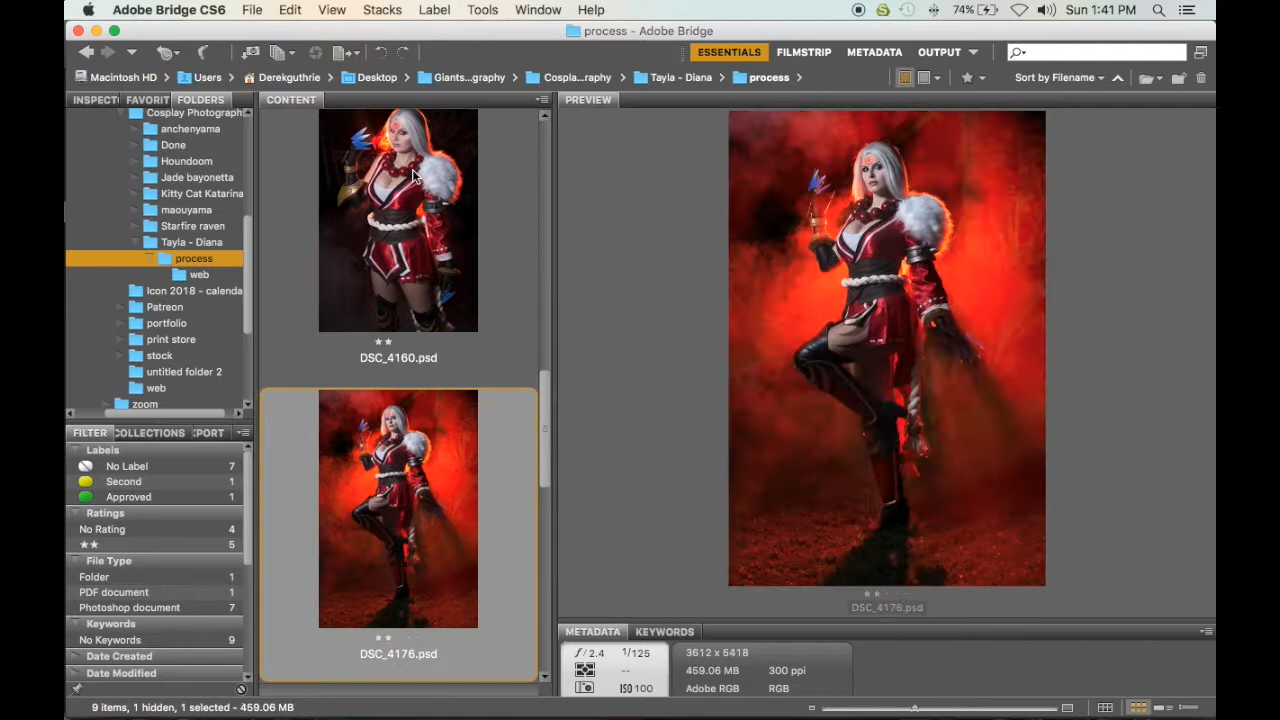 Adobe Bridge CS6 File Edit View Stacks Label Tools Window Help 74% Sun 1:41 PM
process - Adobe Bridge
ESSENTIALS FILMSTRIP METADATA OUTPUT
Macintosh HD Users Derekguthrie Desktop Giants...graphy Cospla...raphy Tayla - Diana process Sort by Filename
INSPECT FAVORIT FOLDERS
Cosplay Photograph
anchenyama
Done
Houndoom
Jade bayonetta
Kitty Cat Katarina
maouyama
Starfire raven
Tayla - Diana
process
web
Icon 2018 - calenda
Patreon
portfolio
print store
stock
untitled folder 2
web
zoom
FILTER COLLECTIONS PORT
Labels
No Label 7
Second 1
Approved 1
Ratings
No Rating 4
★★ 5
File Type
Folder 1
PDF document 1
Photoshop document 7
Keywords
No Keywords 9
Date Created
Date Modified
CONTENT
★★
DSC_4160.psd
★★
DSC_4176.psd
PREVIEW
★★
DSC_4176.psd
METADATA KEYWORDS
f/2.4 1/125
--
ISO 100
3612 x 5418
459.06 MB 300 ppi
Adobe RGB RGB
9 items, 1 hidden, 1 selected - 459.06 MB